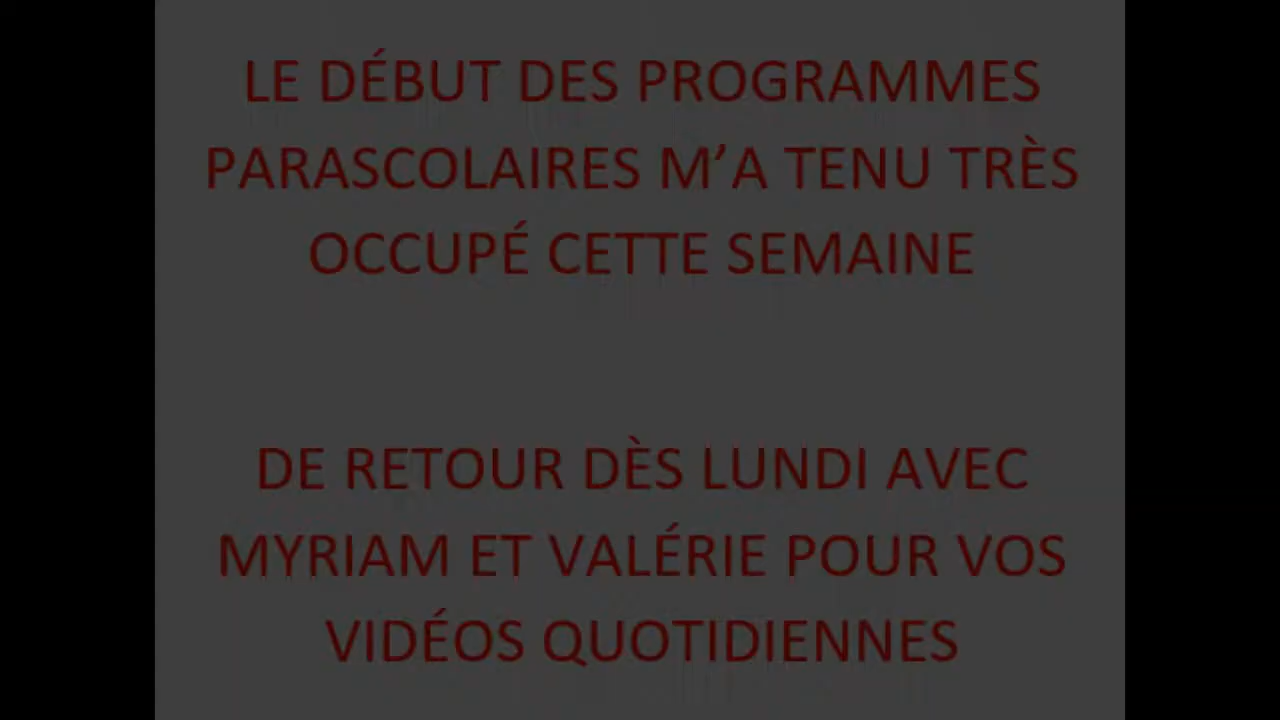 LE DÉBUT DES PROGRAMMES
PARASCOLAIRES M’A TENU TRÈS
OCCUPÉ CETTE SEMAINE
DE RETOUR DÈS LUNDI AVEC
MYRIAM ET VALÉRIE POUR VOS
VIDÉOS QUOTIDIENNES